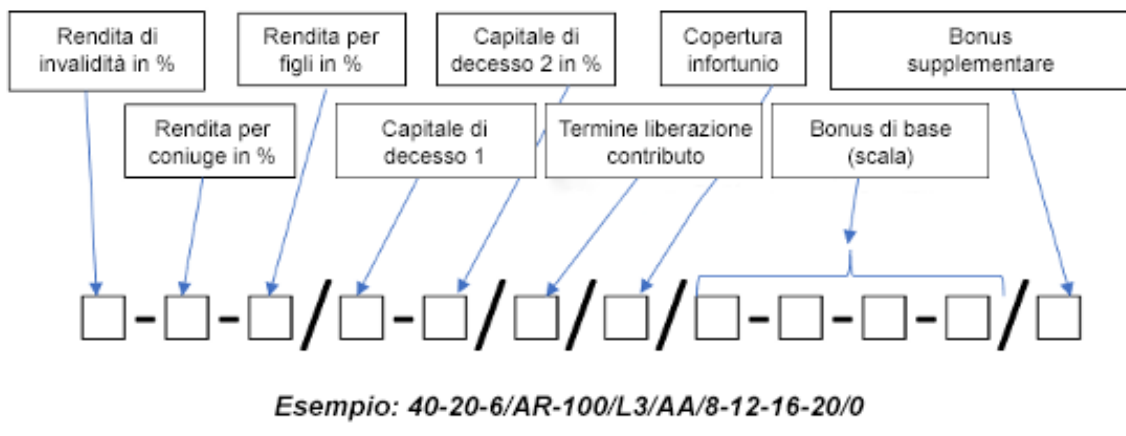 Rendita di
invalidità in %
Rendita per
figli in %
Capitale di
decesso 2 in %
Copertura
infortunio
Bonus
supplementare
Rendita per
coniuge in %
Capitale di
decesso 1
Termine liberazione
contributo
Bonus di base
(scala)
□-□-□/□-□/□/□/□-□-□-□/□
Esempio: 40-20-6/AR-100/L3/AA/8-12-16-20/0